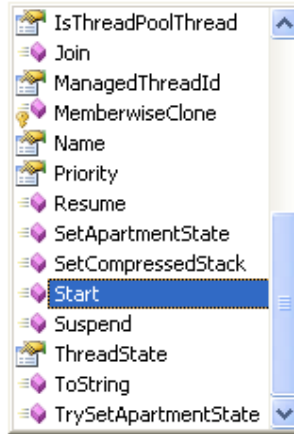 IsThreadPoolThread
Join
ManagedThreadId
MemberwiseClone
Name
Priority
Resume
SetApartmentState
SetCompressedStack
Start
Suspend
ThreadState
ToString
TrySetApartmentState